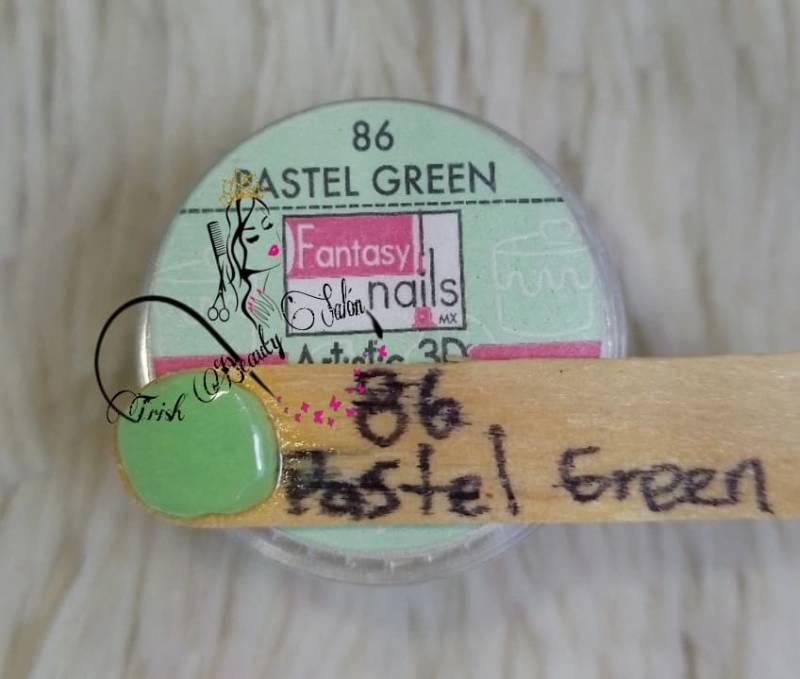 86
PASTEL GREEN
Fantasy
nails
MX
Artistic 3D
Trish Beauty Salón
86
Pastel Green